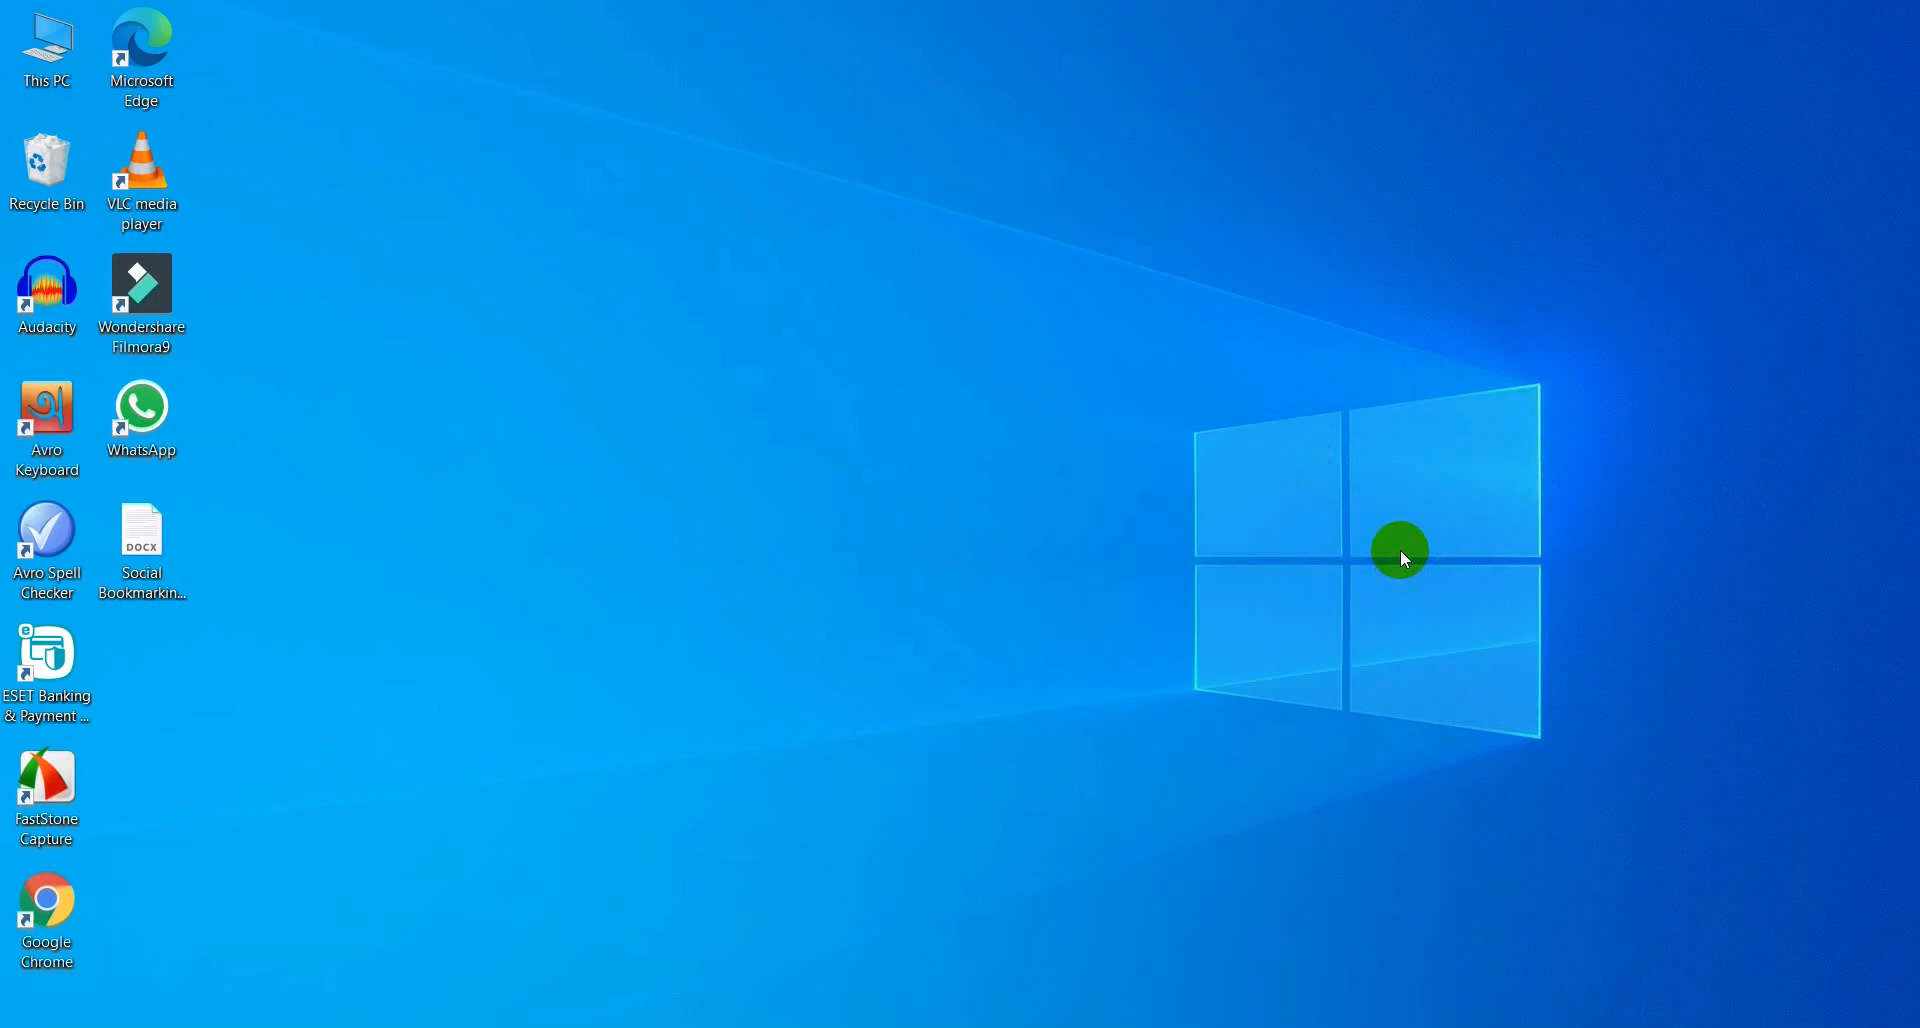 This PC
Recycle Bin
Audacity
Avro
Keyboard
Avro Spell
Checker
ESET Banking
& Payment ...
FastStone
Capture
Google
Chrome
Microsoft
Edge
VLC media
player
Wondershare
Filmora9
WhatsApp
DOCX
Social
Bookmarkin...
অ
e